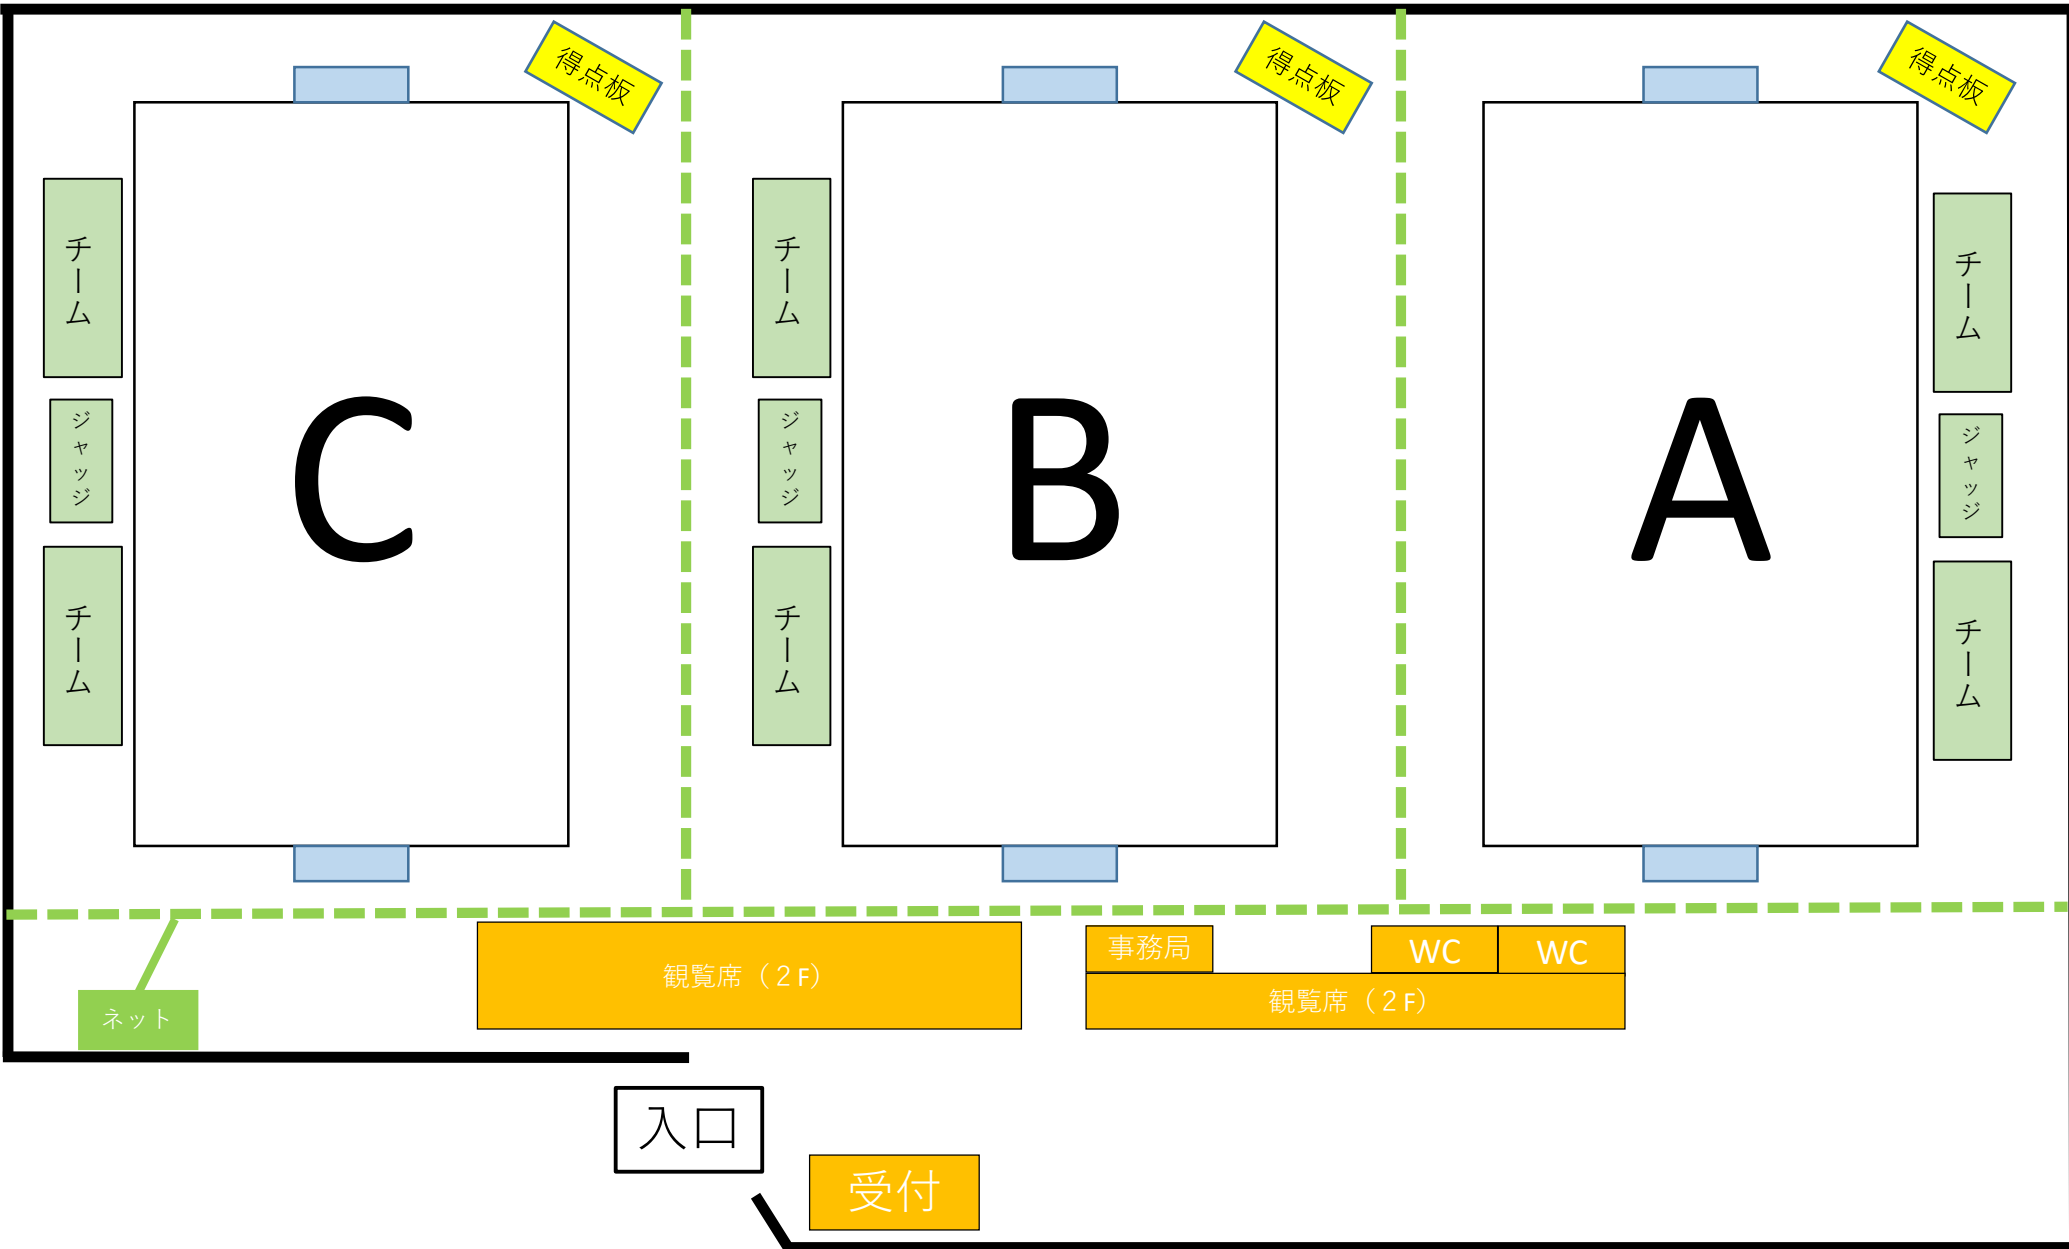 得点板
得点板
得点板
チーム
チーム
チーム
ジャッジ
ジャッジ
ジャッジ
C
B
A
チーム
チーム
チーム
事務局
WC
WC
観覧席（２F）
観覧席（２F）
ネット
入口
受付